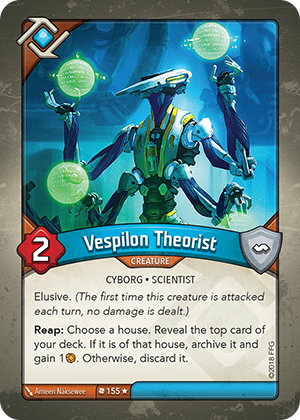 2
Vespilon Theorist
CREATURE
CYBORG • SCIENTIST
Elusive. (The first time this creature is attacked
each turn, no damage is dealt.)
Reap: Choose a house. Reveal the top card of
your deck. If it is of that house, archive it and
gain 1. Otherwise, discard it.
Ameen Naksewee
155
©2018 FFG